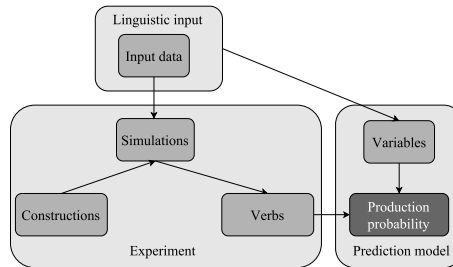 Linguistic input
Input data
Simulations
Variables
Constructions
Verbs
Production
probability
Experiment
Prediction model